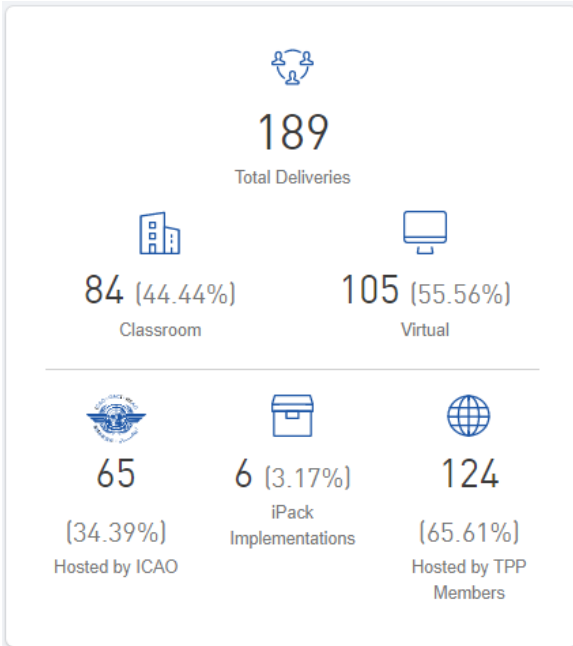 189
Total Deliveries
84 (44.44%)
Classroom
105 (55.56%)
Virtual
65
(34.39%)
Hosted by ICAO
6 (3.17%)
iPack
Implementations
124
(65.61%)
Hosted by TPP
Members